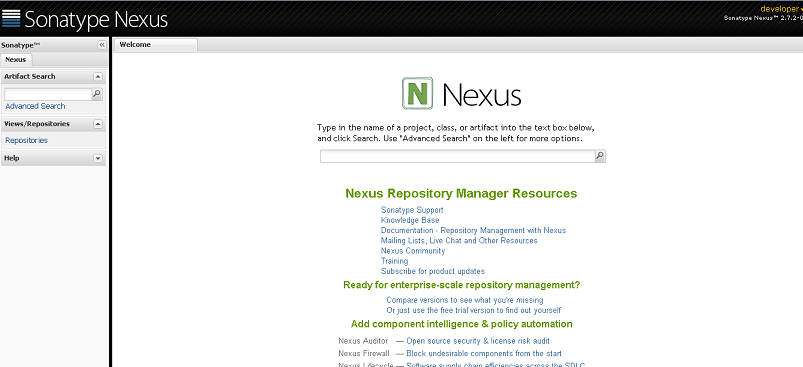 Sonatype Nexus
developer
Sonatype Nexus™ 2.7.2-0
Sonatype™
Welcome
Nexus
Artifact Search
Advanced Search
Views/Repositories
Repositories
Help
N Nexus
Type in the name of a project, class, or artifact into the text box below,
and click Search. Use "Advanced Search" on the left for more options.
Nexus Repository Manager Resources
Sonatype Support
Knowledge Base
Documentation - Repository Management with Nexus
Mailing Lists, Live Chat and Other Resources
Nexus Community
Training
Subscribe for product updates
Ready for enterprise-scale repository management?
Compare versions to see what you're missing
Or just use the free trial version to find out yourself
Add component intelligence & policy automation
Nexus Auditor — Open source security & license risk audit
Nexus Firewall — Block undesirable components from the start
Nexus Lifecycle — Software supply chain efficiencies across the SDLC